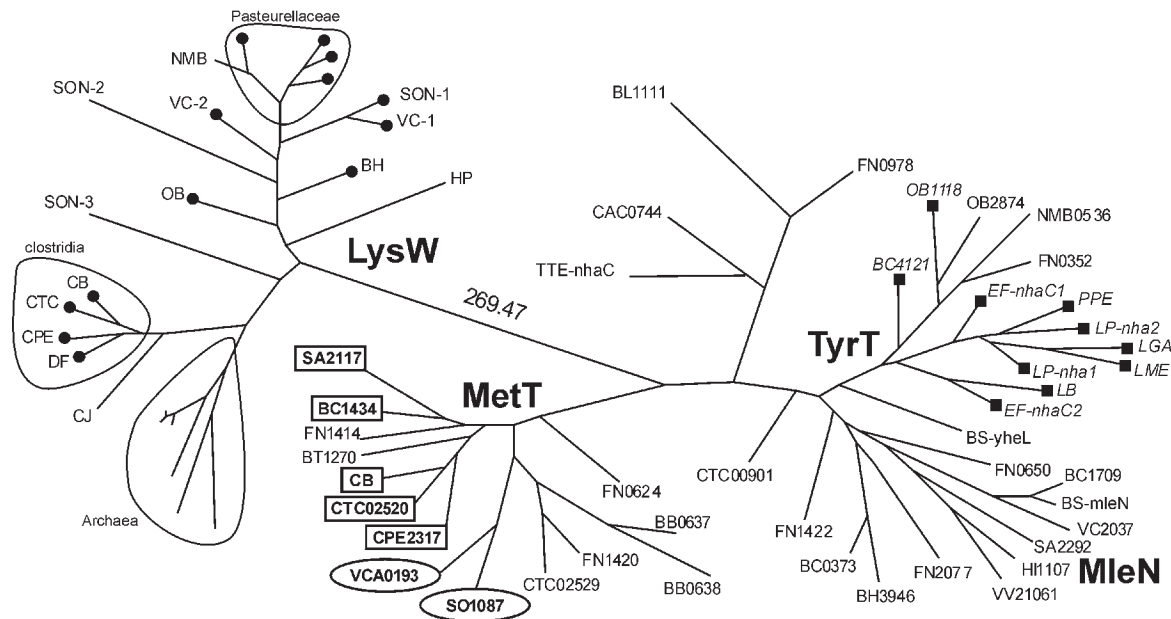 Pasteurellaceae
NMB
SON-2
VC-2
SON-1
VC-1
BH
OB
HP
SON-3
LysW
clostridia
CB
CTC
CPE
DF
CJ
Archaea
269.47
BL1111
FN0978
CAC0744
TTE-nhaC
OB1118
OB2874
NMB0536
BC4121
FN0352
EF-nhaC1
PPE
LP-nha2
LGA
LME
LP-nha1
LB
EF-nhaC2
TyrT
BS-yheL
SA2117
MetT
BC1434
FN1414
BT1270
CB
CTC02520
CPE2317
VCA0193
SO1087
CTC02529
FN1420
FN0624
BB0637
BB0638
CTC00901
FN1422
BC0373
BH3946
FN2077
VV21061
HI1107
SA2292
VC2037
BS-mleN
BC1709
FN0650
MleN